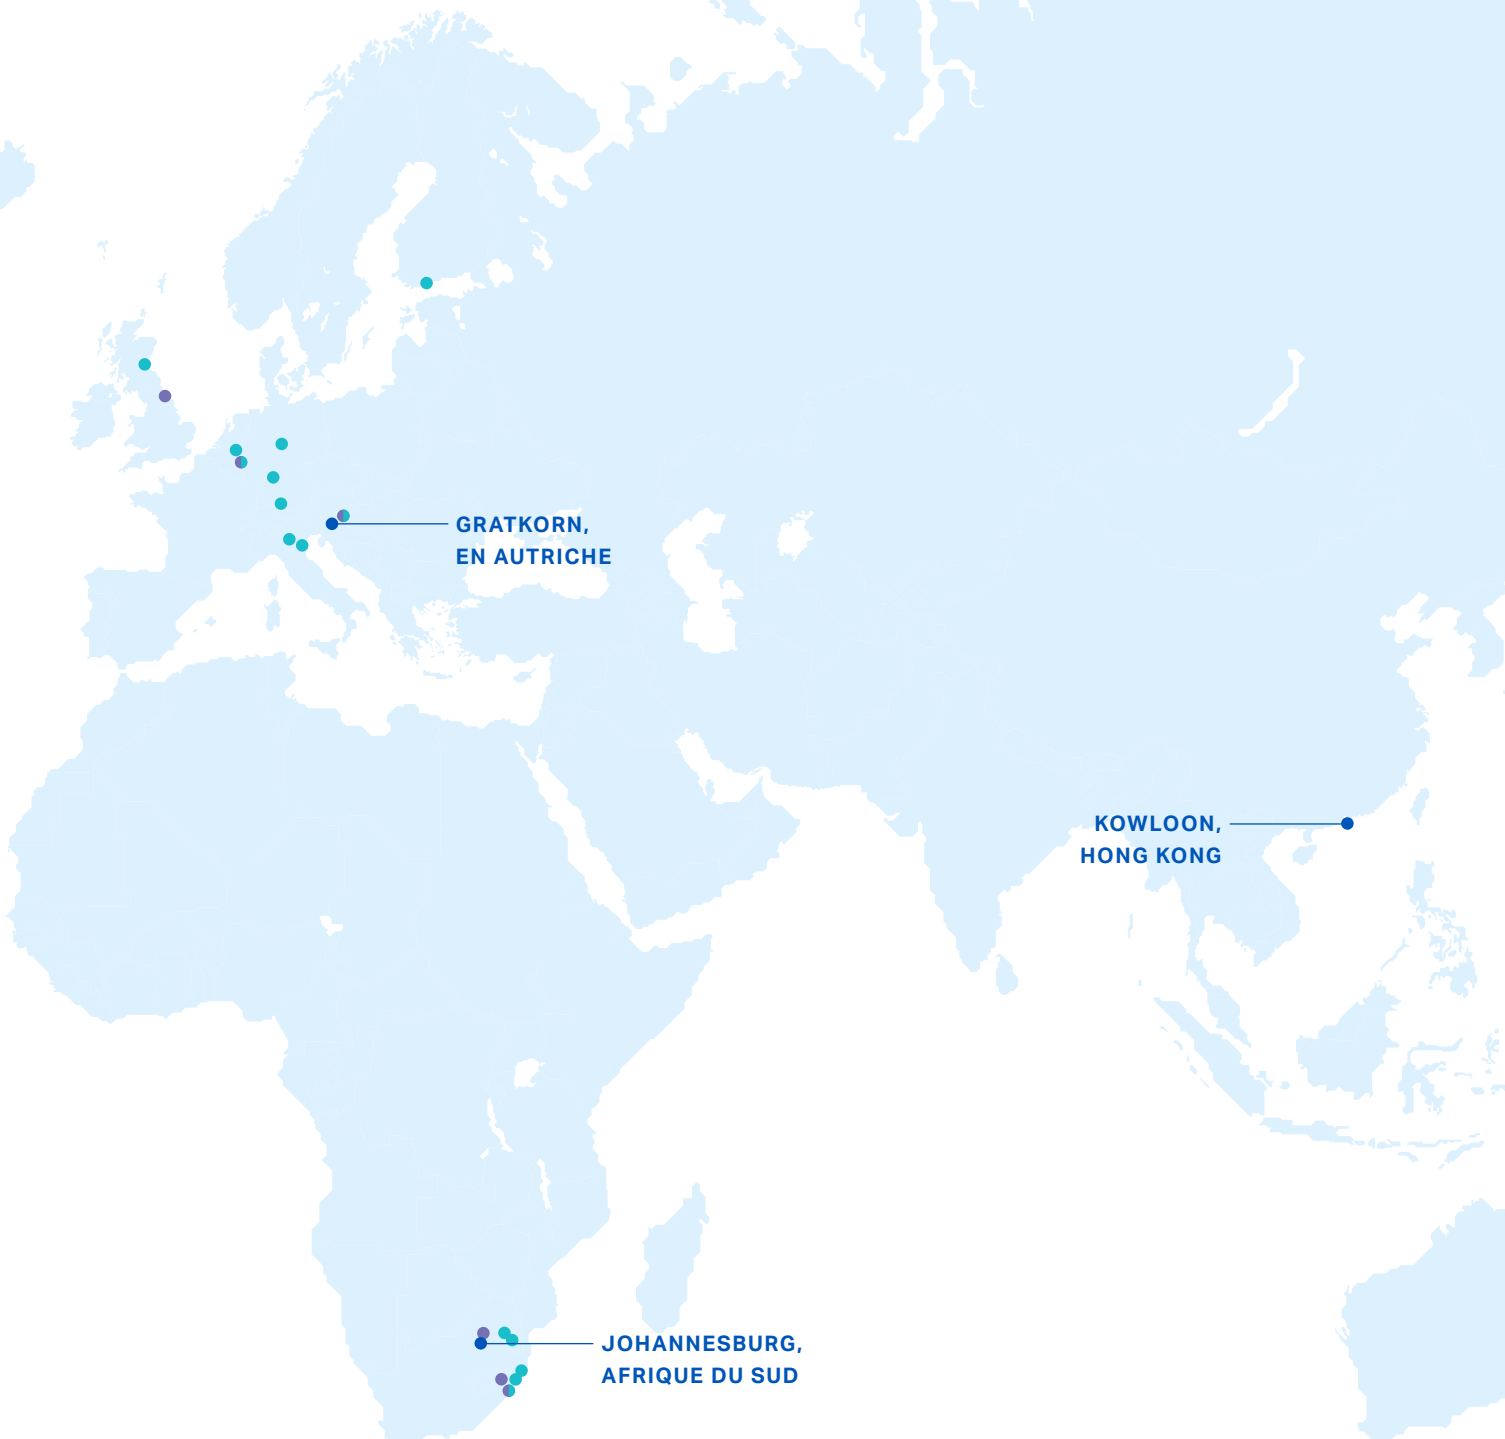 GRATKORN,
EN AUTRICHE
KOWLOON,
HONG KONG
JOHANNESBURG,
AFRIQUE DU SUD